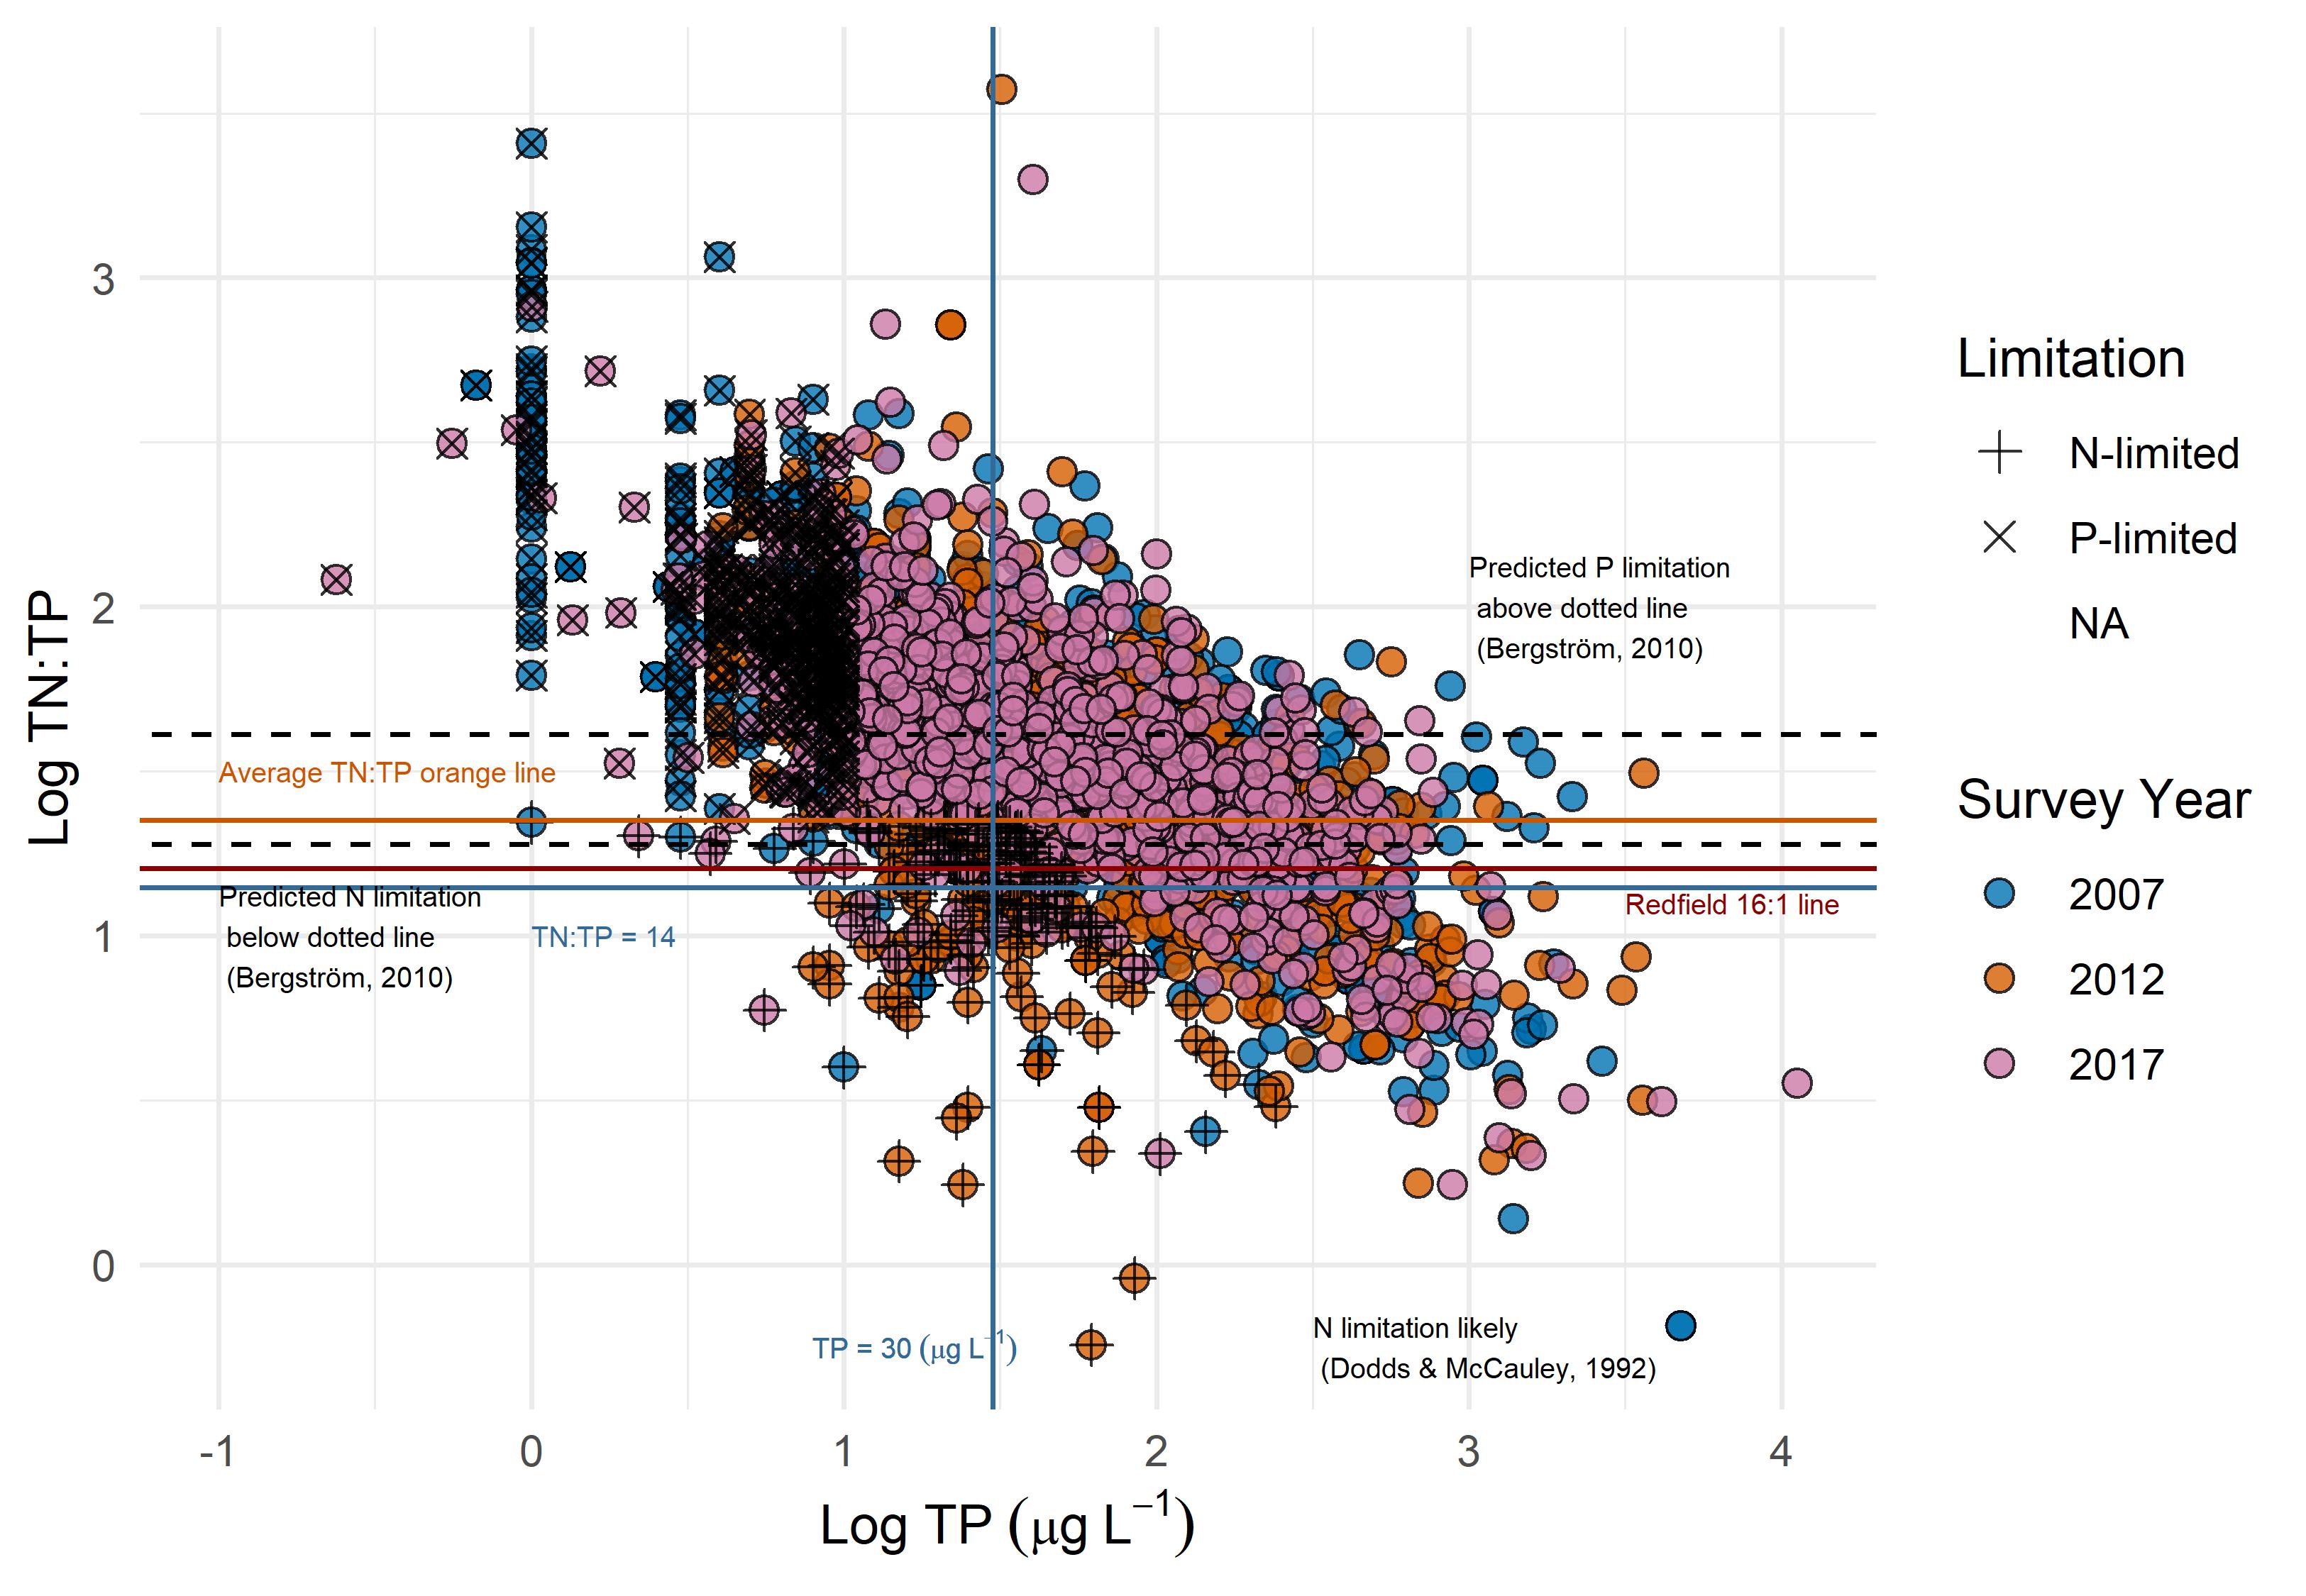 Log TN:TP
3
2
1
0
-1
0
1
2
3
4
Log TP (μg L⁻¹)
Predicted P limitation
above dotted line
(Bergström, 2010)
Average TN:TP orange line
Predicted N limitation
below dotted line
(Bergström, 2010)
TN:TP = 14
Redfield 16:1 line
TP = 30 (μg L⁻¹)
N limitation likely
(Dodds & McCauley, 1992)
Limitation
N-limited
P-limited
NA
Survey Year
2007
2012
2017